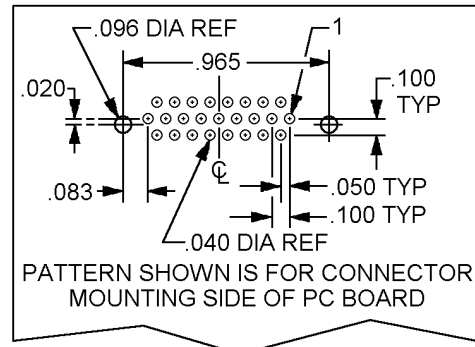 .096 DIA REF
1
.965
.020
.100
TYP
℄
.083
.050 TYP
.100 TYP
.040 DIA REF
PATTERN SHOWN IS FOR CONNECTOR
MOUNTING SIDE OF PC BOARD